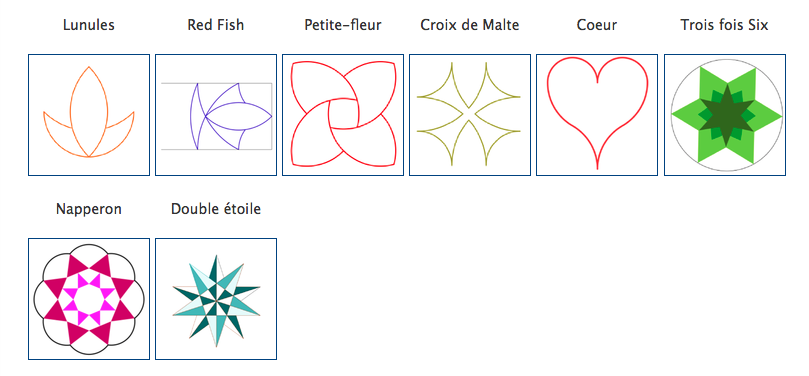 Lunules Red Fish Petite-fleur Croix de Malte Coeur Trois fois Six
Napperon Double étoile